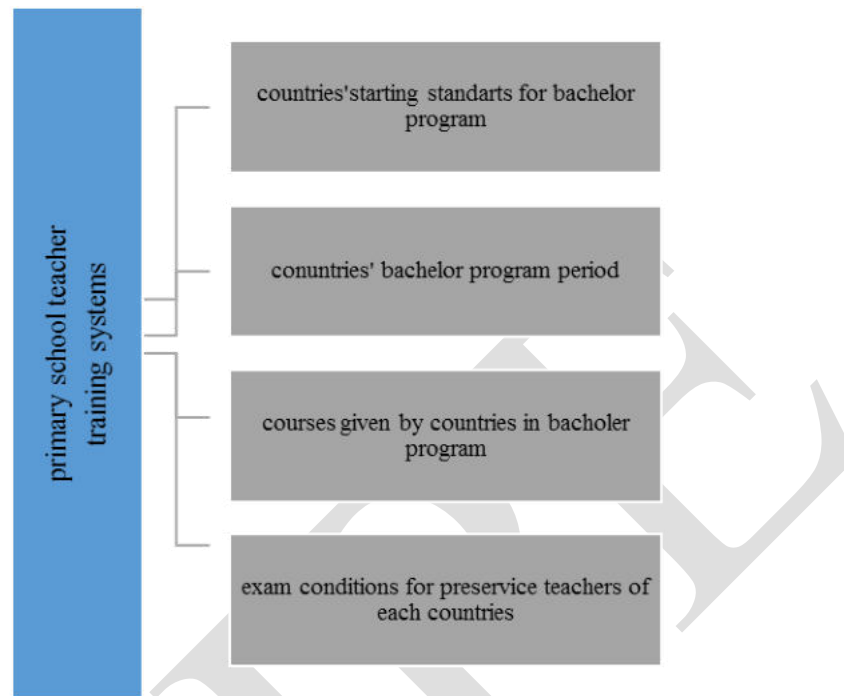 primary school teacher
training systems
countries'starting standarts for bachelor
program
conuntries' bachelor program period
courses given by countries in bacholer
program
exam conditions for preservice teachers of
each countries